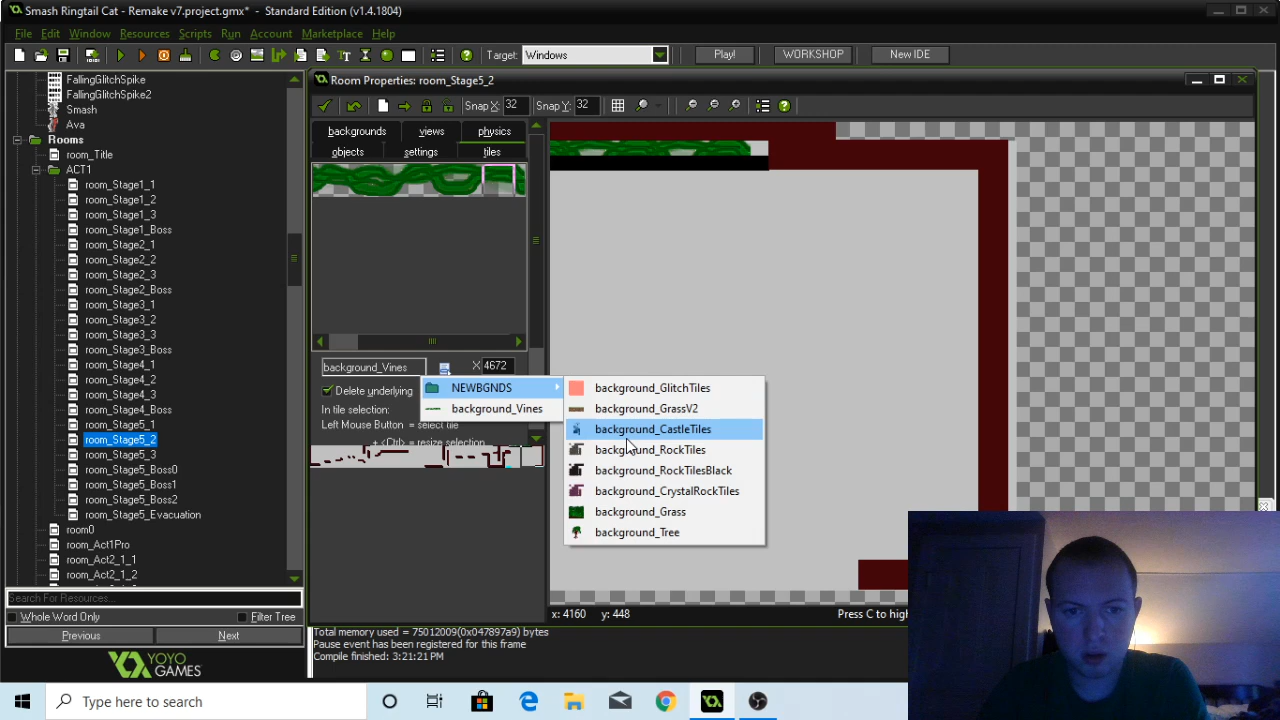 Smash Ringtail Cat - Remake v7.project.gmx* - Standard Edition (v1.4.1804)
File Edit Window Resources Scripts Run Account Marketplace Help
Target: Windows Play! WORKSHOP New IDE
FallingGlitchSpike
FallingGlitchSpike2
Smash
Ava
Rooms
room_Title
ACT1
room_Stage1_1
room_Stage1_2
room_Stage1_3
room_Stage1_Boss
room_Stage2_1
room_Stage2_2
room_Stage2_3
room_Stage2_Boss
room_Stage3_1
room_Stage3_2
room_Stage3_3
room_Stage3_Boss
room_Stage4_1
room_Stage4_2
room_Stage4_3
room_Stage4_Boss
room_Stage5_1
room_Stage5_2
room_Stage5_3
room_Stage5_Boss0
room_Stage5_Boss1
room_Stage5_Boss2
room_Stage5_Evacuation
room0
room_Act1Pro
room_Act2_1_1
room_Act2_1_2
Search For Resources...
Whole Word Only Filter Tree
Previous Next
YOYO
GAMES
Room Properties: room_Stage5_2
Snap X: 32 Snap Y: 32
backgrounds views physics
objects settings tiles
background_Vines X 4672
Delete underlying
In tile selection:
Left Mouse Button = select tile
+ <Ctrl> = resize selection
NEWBGNDS
background_Vines
background_GlitchTiles
background_GrassV2
background_CastleTiles
background_RockTiles
background_RockTilesBlack
background_CrystalRockTiles
background_Grass
background_Tree
x: 4160 y: 448 Press C to high
Total memory used = 75012009(0x047897a9) bytes
Pause event has been registered for this frame
Compile finished: 3:21:21 PM
Type here to search